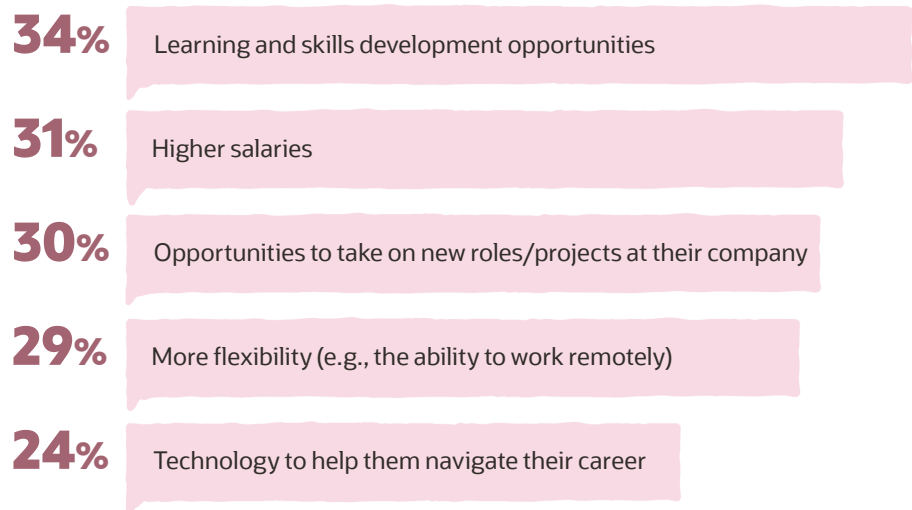 34% Learning and skills development opportunities
31% Higher salaries
30% Opportunities to take on new roles/projects at their company
29% More flexibility (e.g., the ability to work remotely)
24% Technology to help them navigate their career